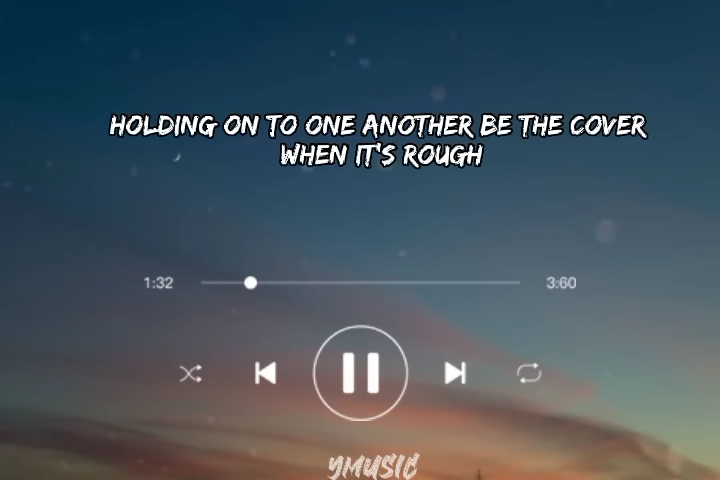 HOLDING ON TO ONE ANOTHER BE THE COVER
WHEN IT'S ROUGH
1:32
3:60
YMUSIC